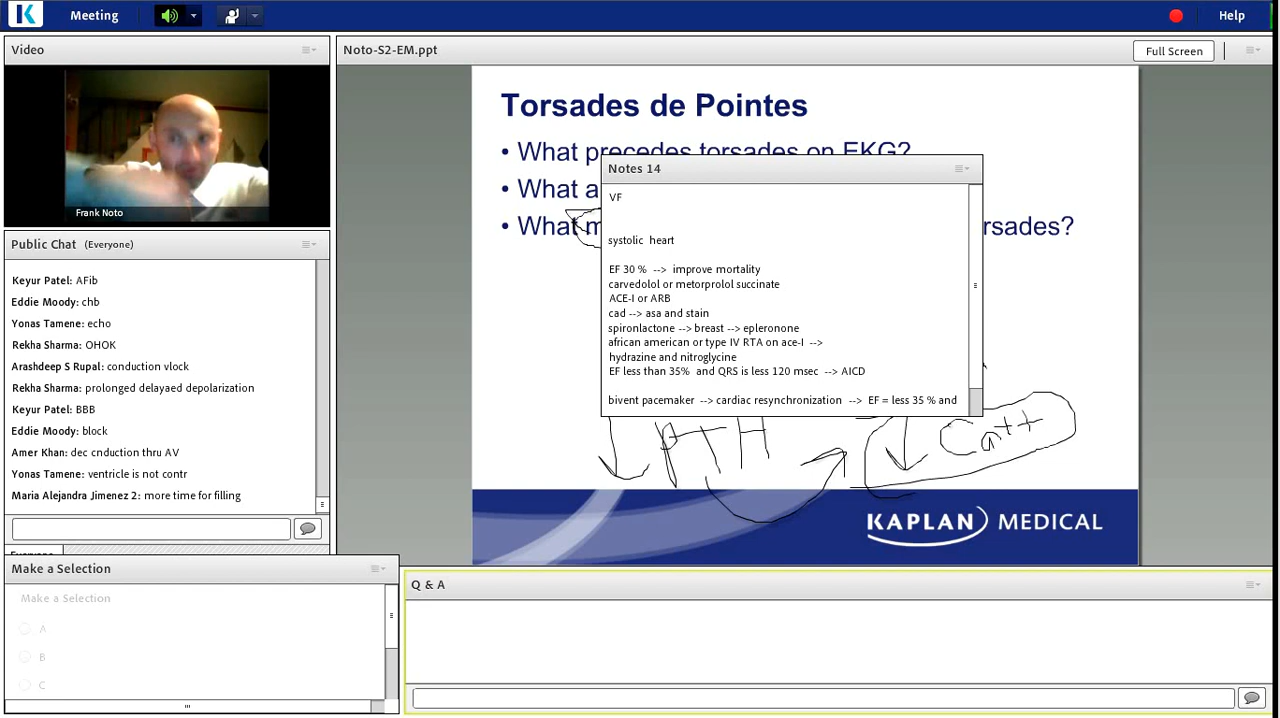 Meeting
Help
Video
Frank Noto
Public Chat (Everyone)
Keyur Patel: AFib
Eddie Moody: chb
Yonas Tamene: echo
Rekha Sharma: OHOK
Arashdeep S Rupal: conduction vlock
Rekha Sharma: prolonged delayaed depolarization
Keyur Patel: BBB
Eddie Moody: block
Amer Khan: dec cnduction thru AV
Yonas Tamene: ventricle is not contr
Maria Alejandra Jimenez 2: more time for filling
Everyone
Make a Selection
Make a Selection
A
B
C
Noto-S2-EM.ppt
Full Screen
Torsades de Pointes
• What precedes torsades on EKG?
• What a
• What m rsades?
Notes 14
VF
systolic heart
EF 30 % --> improve mortality
carvedolol or metorprolol succinate
ACE-I or ARB
cad --> asa and stain
spironlactone --> breast --> epleronone
african american or type IV RTA on ace-I -->
hydrazine and nitroglycine
EF less than 35% and QRS is less 120 msec --> AICD
bivent pacemaker --> cardiac resynchronization --> EF = less 35 % and
↓ PTH
↓ Ca++
KAPLAN MEDICAL
Q & A